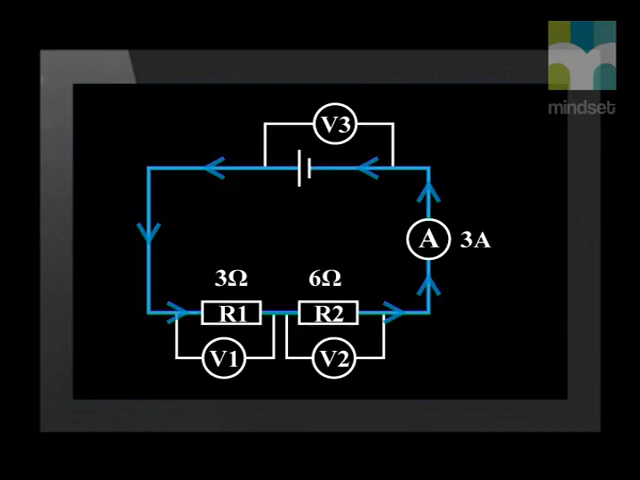 mindset
V3
A 3A
3Ω 6Ω
R1 R2
V1 V2